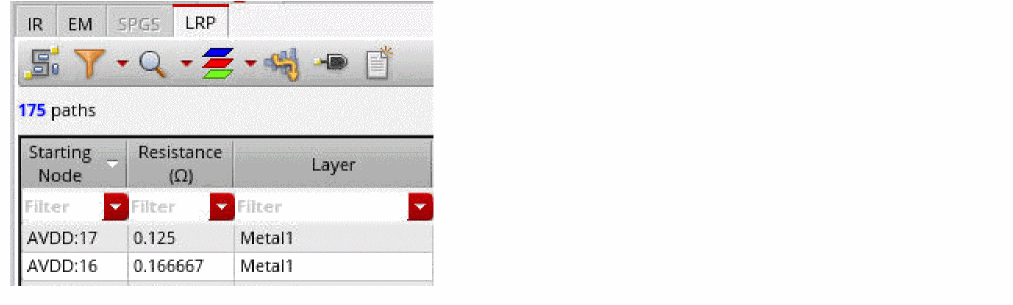 IR EM SPGS LRP
175 paths
Starting Node Resistance (Ω) Layer
Filter Filter Filter
AVDD:17 0.125 Metal1
AVDD:16 0.166667 Metal1